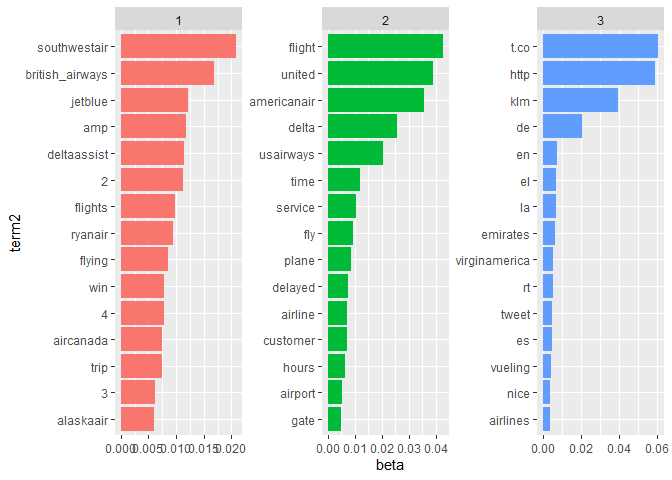 1
2
3
term2
southwestair
british_airways
jetblue
amp
deltaassist
2
flights
ryanair
flying
win
4
aircanada
trip
3
alaskaair
0.000 0.005 0.010 0.015 0.020
flight
united
americanair
delta
usairways
time
service
fly
plane
delayed
airline
customer
hours
airport
gate
0.00 0.01 0.02 0.03 0.04
t.co
http
klm
de
en
el
la
emirates
virginamerica
rt
tweet
es
vueling
nice
airlines
0.00 0.02 0.04 0.06
beta